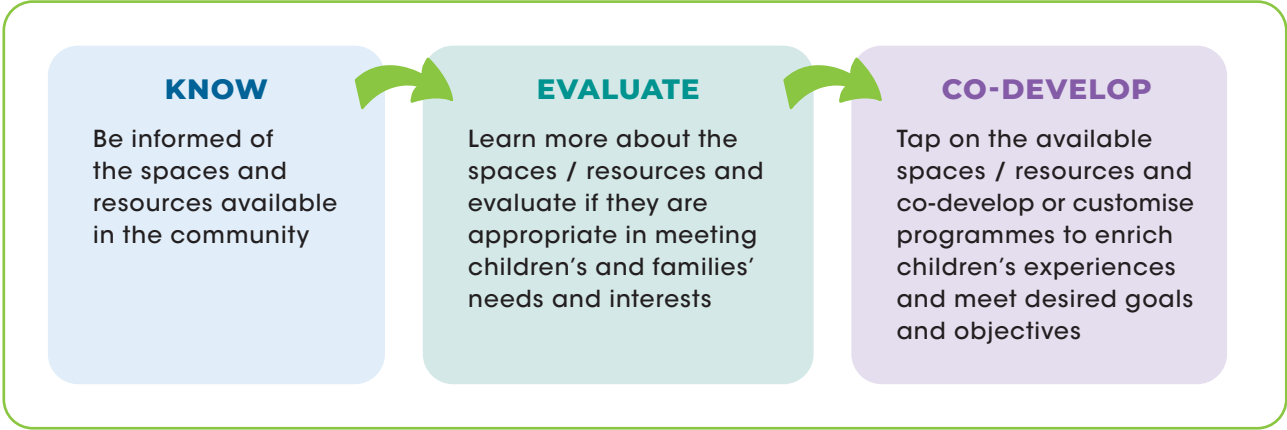 KNOW
Be informed of
the spaces and
resources available
in the community
EVALUATE
Learn more about the
spaces / resources and
evaluate if they are
appropriate in meeting
children’s and families’
needs and interests
CO-DEVELOP
Tap on the available
spaces / resources and
co-develop or customise
programmes to enrich
children’s experiences
and meet desired goals
and objectives